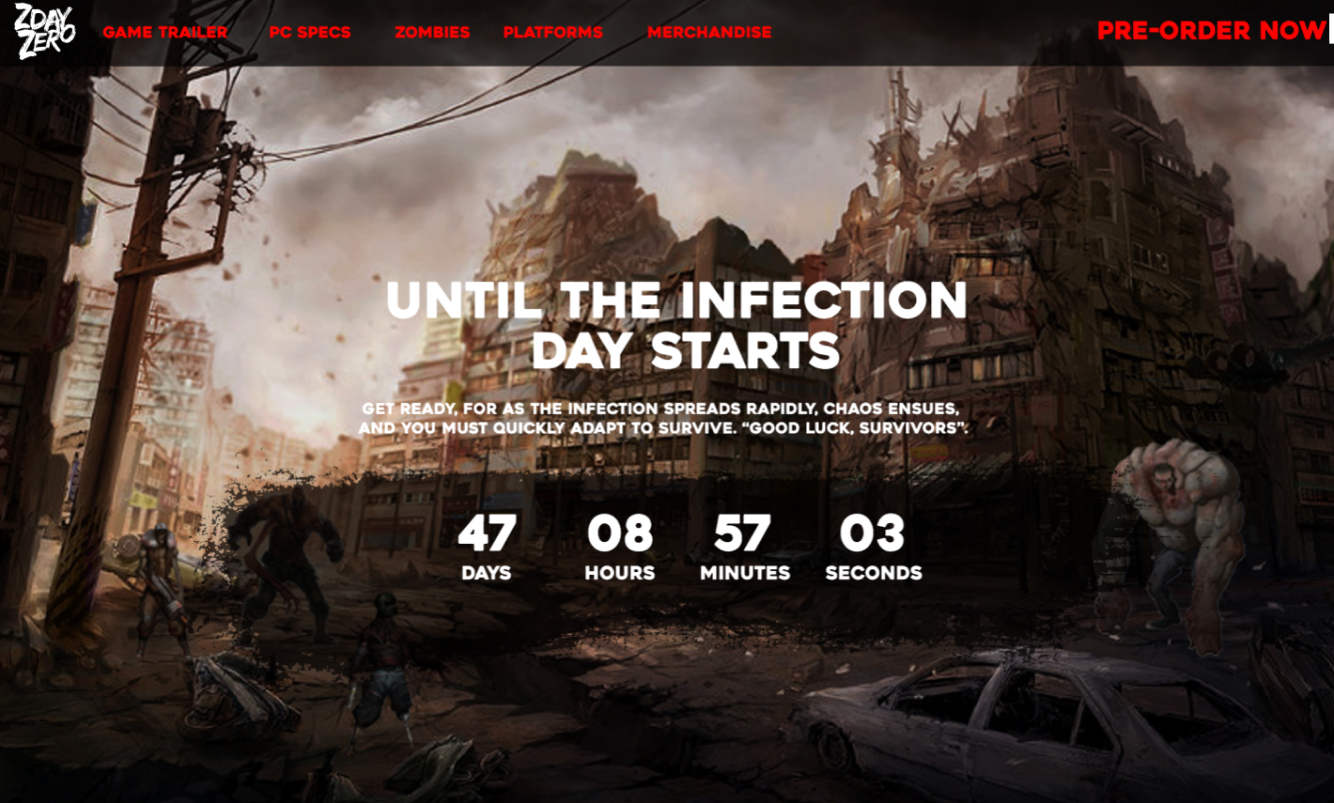 ZDAY
ZERO
GAME TRAILER
PC SPECS
ZOMBIES
PLATFORMS
MERCHANDISE
PRE-ORDER NOW
UNTIL THE INFECTION
DAY STARTS
GET READY, FOR AS THE INFECTION SPREADS RAPIDLY, CHAOS ENSUES,
AND YOU MUST QUICKLY ADAPT TO SURVIVE. “GOOD LUCK, SURVIVORS”.
47 08 57 03
DAYS HOURS MINUTES SECONDS